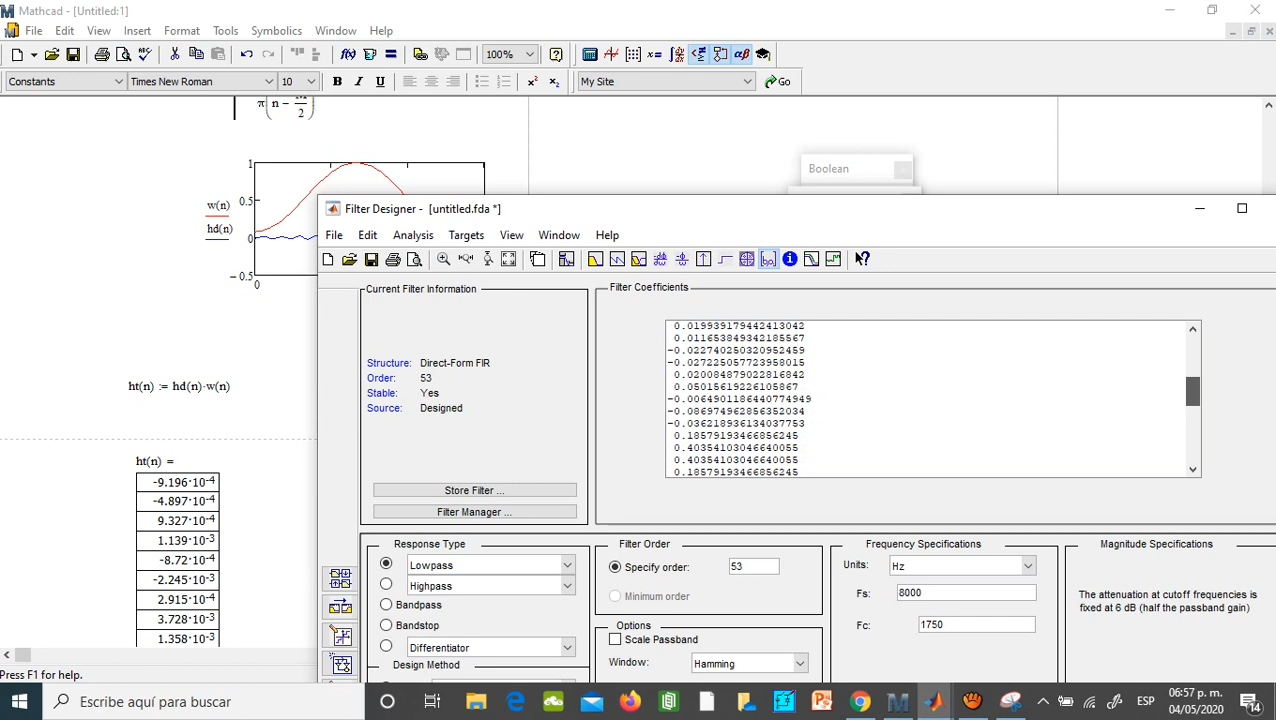 Mathcad - [Untitled:1]
File Edit View Insert Format Tools Symbolics Window Help
100%
Constants Times New Roman 10 B I U My Site Go
π(n − M/2)
Boolean
1
w(n) 0.5
hd(n) 0
− 0.5
0
ht(n) := hd(n)·w(n)
ht(n) =
-9.196·10-4
-4.897·10-4
9.327·10-4
1.139·10-3
-8.72·10-4
-2.245·10-3
2.915·10-4
3.728·10-3
1.358·10-3
Press F1 for help.
Filter Designer - [untitled.fda *]
File Edit Analysis Targets View Window Help
Current Filter Information
Structure: Direct-Form FIR
Order: 53
Stable: Yes
Source: Designed
Store Filter ...
Filter Manager ...
Filter Coefficients
0.019939179442413042
0.011653849342185567
-0.022740250320952459
-0.027225057723958015
0.020084879022816842
0.05015619226105867
-0.0064901186440774949
-0.086974962856352034
-0.036218936134037753
0.18579193466856245
0.40354103046640055
0.40354103046640055
0.18579193466856245
Response Type
Lowpass
Highpass
Bandpass
Bandstop
Differentiator
Design Method
Filter Order
Specify order: 53
Minimum order
Options
Scale Passband
Window: Hamming
Frequency Specifications
Units: Hz
Fs: 8000
Fc: 1750
Magnitude Specifications
The attenuation at cutoff frequencies is
fixed at 6 dB (half the passband gain)
Escribe aquí para buscar
ESP
06:57 p. m.
04/05/2020
14